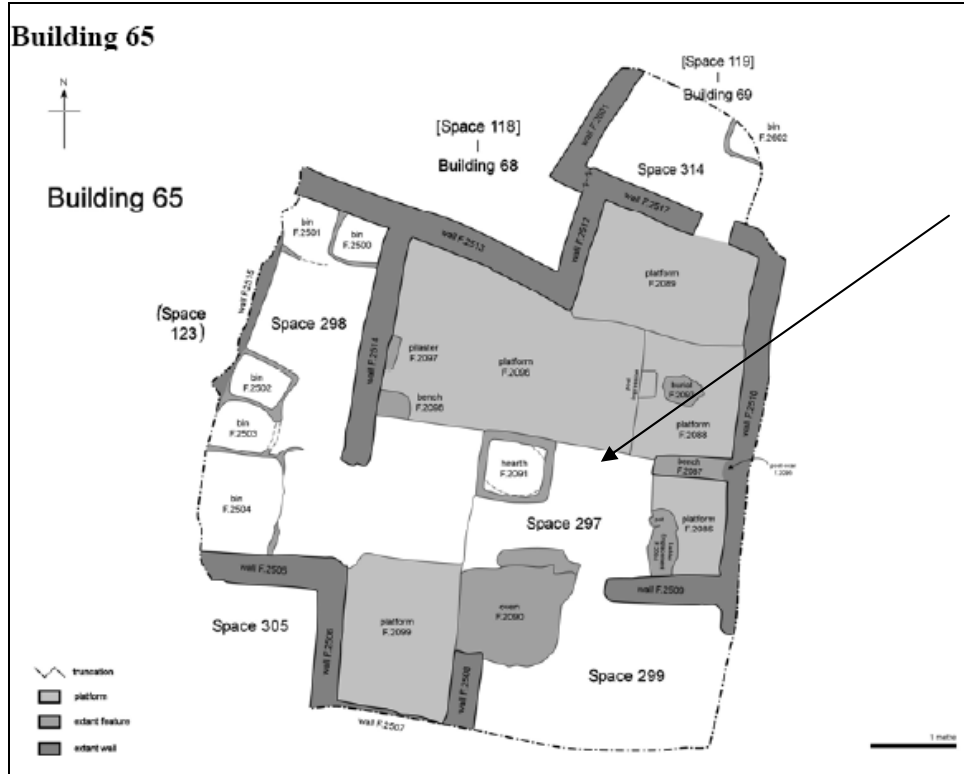 Building 65
[Space 119]
Building 69
N
[Space 118]
Building 68
bin
F.2602
wall F.2601
Space 314
Building 65
wall F.2517
bin
F.2501
bin
F.2500
wall F.2513
wall F.2512
platform
F.2089
wall F.2515
(Space
123)
Space 298
pilaster
F.2097
platform
wall F.2514
burial
bin
F.2502
bench
F.2098
platform
F.2088
wall F.2510
bin
F.2503
hearth
F.2091
bench
F.2087
bin
F.2504
Space 297
platform
F.2086
wall F.2505
wall F.2509
Space 305
wall F.2506
platform
F.2099
oven
F.2090
wall F.2508
Space 299
truncation
platform
extant feature
extant wall
wall F.2507
1 metre